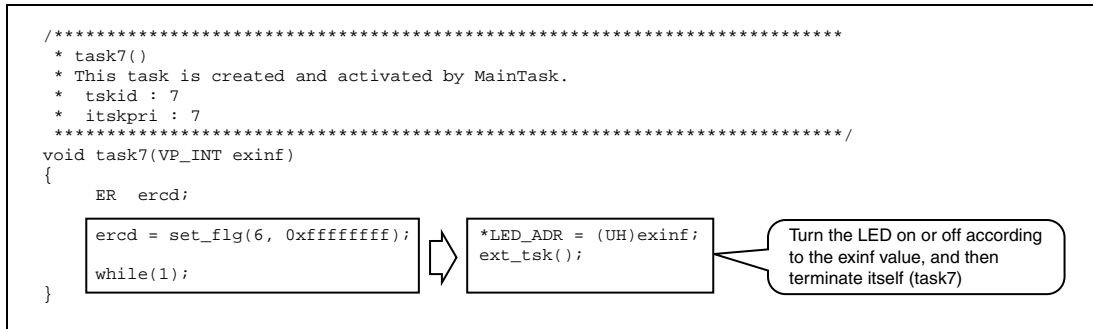 /***************************************************************************
 * task7()
 * This task is created and activated by MainTask.
 *  tskid : 7
 *  itskpri : 7
 ***************************************************************************/
void task7(VP_INT exinf)
{
     ER  ercd;
     ercd = set_flg(6, 0xffffffff);
     while(1);
*LED_ADR = (UH)exinf;
ext_tsk();
Turn the LED on or off according
to the exinf value, and then
terminate itself (task7)
}